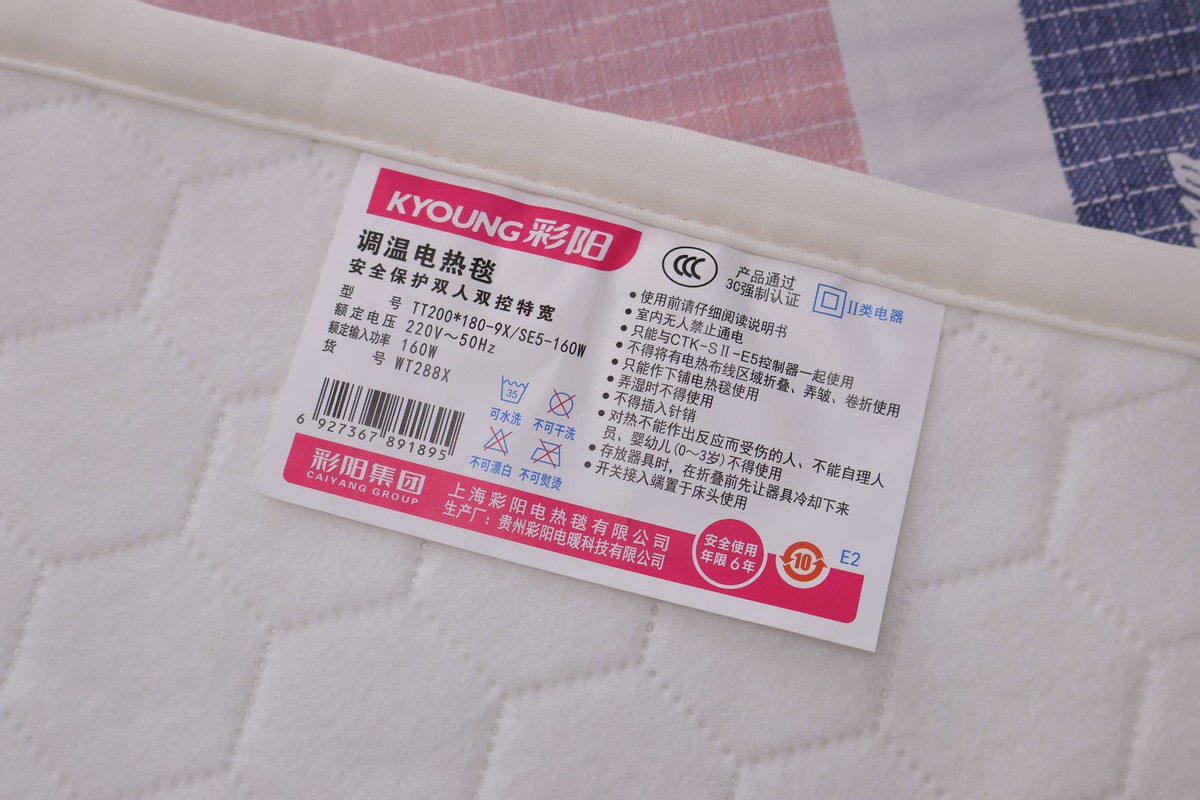 KYOUNG彩阳
调温电热毯
安全保护双人双控特宽
型 号 TT200*180-9X/SE5-160W
额定电压 220V~50Hz
额定输入功率 160W
货 号 WT288X
6 927367 891895
35
可水洗
不可干洗
不可漂白
不可熨烫
CCC
产品通过
3C强制认证
II类电器
●使用前请仔细阅读说明书
●室内无人禁止通电
●只能与CTK-SII-E5控制器一起使用
●不得将有电热布线区域折叠、弄皱、卷折使用
●只能作下铺电热毯使用
●弄湿时不得使用
●不得插入针销
●对热不能作出反应而受伤的人、不能自理人
员、婴幼儿(0~3岁)不得使用
●存放器具时,在折叠前先让器具冷却下来
●开关接入端置于床头使用
彩阳集团
CAIYANG GROUP
上海彩阳电热毯有限公司
生产厂:贵州彩阳电暖科技有限公司
安全使用
年限6年
10
E2